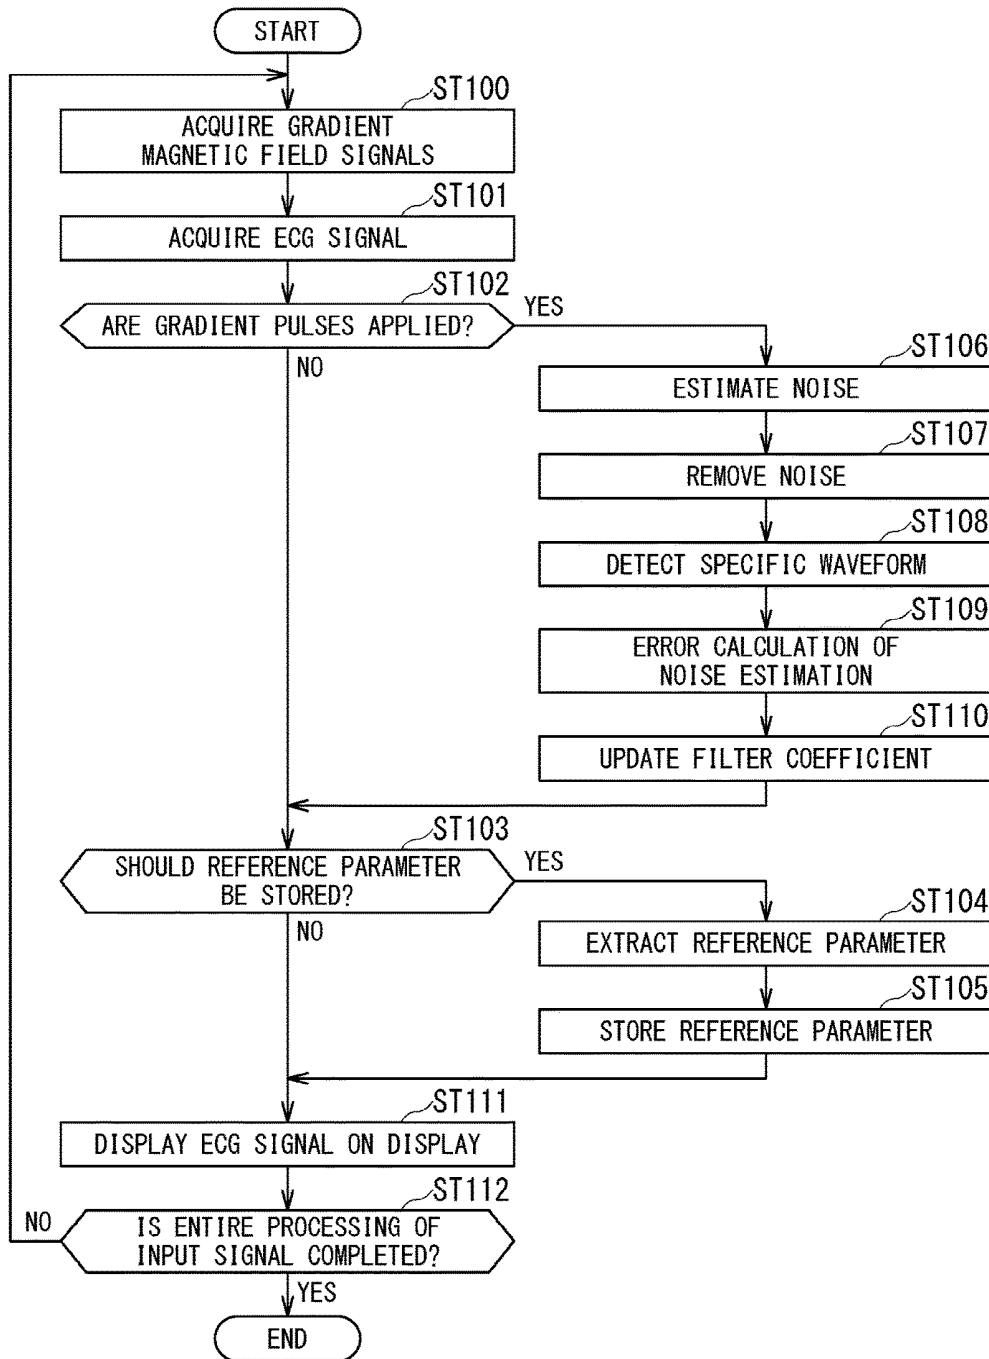 START
ST100
ACQUIRE GRADIENT
MAGNETIC FIELD SIGNALS
ST101
ACQUIRE ECG SIGNAL
ST102
ARE GRADIENT PULSES APPLIED?
YES
NO
ST106
ESTIMATE NOISE
ST107
REMOVE NOISE
ST108
DETECT SPECIFIC WAVEFORM
ST109
ERROR CALCULATION OF
NOISE ESTIMATION
ST110
UPDATE FILTER COEFFICIENT
ST103
SHOULD REFERENCE PARAMETER
BE STORED?
YES
NO
ST104
EXTRACT REFERENCE PARAMETER
ST105
STORE REFERENCE PARAMETER
ST111
DISPLAY ECG SIGNAL ON DISPLAY
ST112
NO
IS ENTIRE PROCESSING OF
INPUT SIGNAL COMPLETED?
YES
END